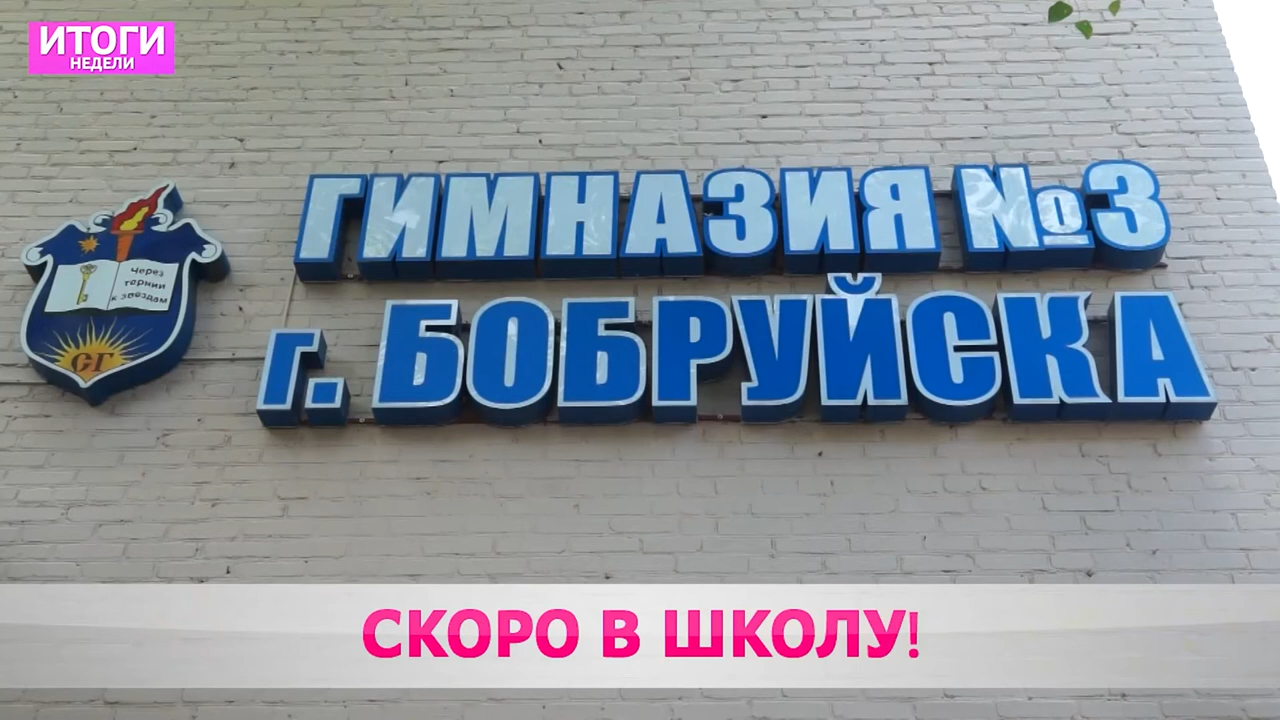 ИТОГИ
НЕДЕЛИ
ГИМНАЗИЯ №3
г. БОБРУЙСКА
Через
тернии
к звездам
СГ
СКОРО В ШКОЛУ!